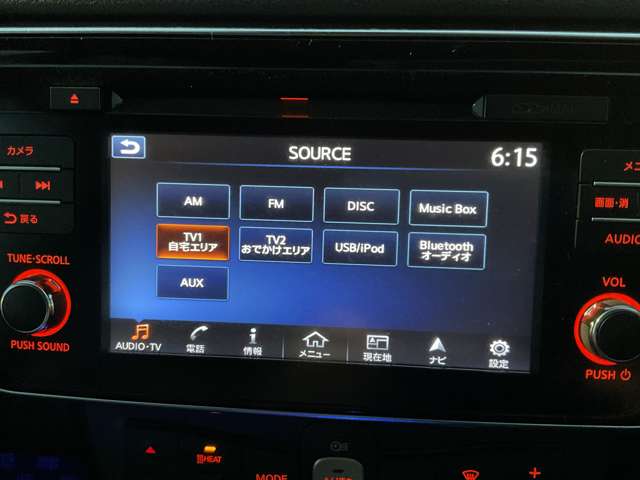 カメラ
戻る
TUNE·SCROLL
PUSH SOUND
SOURCE
6:15
AM
FM
DISC
Music Box
TV1
自宅エリア
TV2
おでかけエリア
USB/iPod
Bluetooth
オーディオ
AUX
AUDIO·TV
電話
情報
メニュー
現在地
ナビ
設定
画面·消
AUDIO
VOL
PUSH
HEAT
MODE